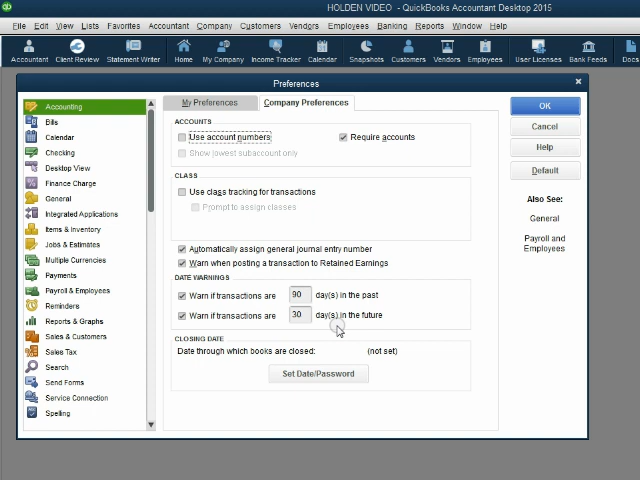 qb
HOLDEN VIDEO - QuickBooks Accountant Desktop 2015
File Edit View Lists Favorites Accountant Company Customers Vendors Employees Banking Reports Window Help
Accountant Client Review Statement Writer Home My Company Income Tracker Calendar Snapshots Customers Vendors Employees User Licenses Bank Feeds Docs
Preferences
Accounting
Bills
Calendar
Checking
Desktop View
Finance Charge
General
Integrated Applications
Items & Inventory
Jobs & Estimates
Multiple Currencies
Payments
Payroll & Employees
Reminders
Reports & Graphs
Sales & Customers
Sales Tax
Search
Send Forms
Service Connection
Spelling
My Preferences Company Preferences
ACCOUNTS
Use account numbers Require accounts
Show lowest subaccount only
CLASS
Use class tracking for transactions
Prompt to assign classes
Automatically assign general journal entry number
Warn when posting a transaction to Retained Earnings
DATE WARNINGS
Warn if transactions are 90 day(s) in the past
Warn if transactions are 30 day(s) in the future
CLOSING DATE
Date through which books are closed: (not set)
Set Date/Password
OK
Cancel
Help
Default
Also See:
General
Payroll and
Employees